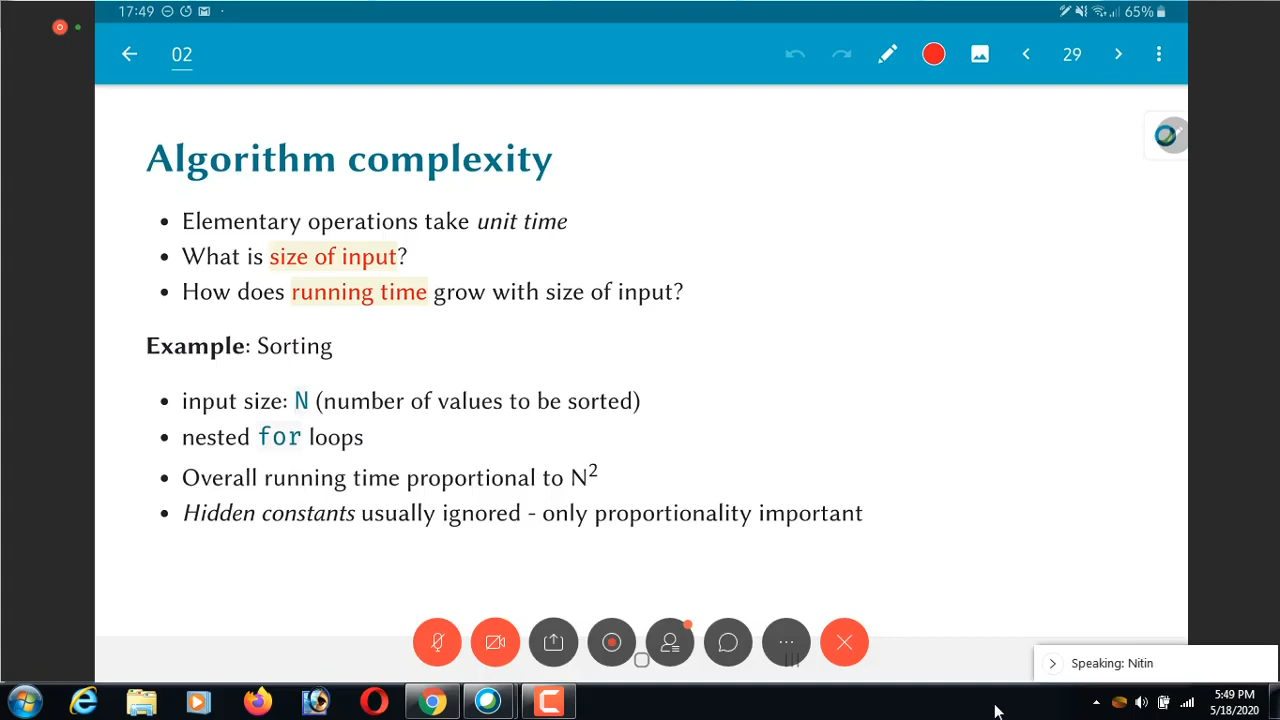 17:49
65%
02
29
Algorithm complexity
• Elementary operations take unit time
• What is size of input?
• How does running time grow with size of input?
Example: Sorting
• input size: N (number of values to be sorted)
• nested for loops
• Overall running time proportional to N²
• Hidden constants usually ignored - only proportionality important
Speaking: Nitin
5:49 PM
5/18/2020